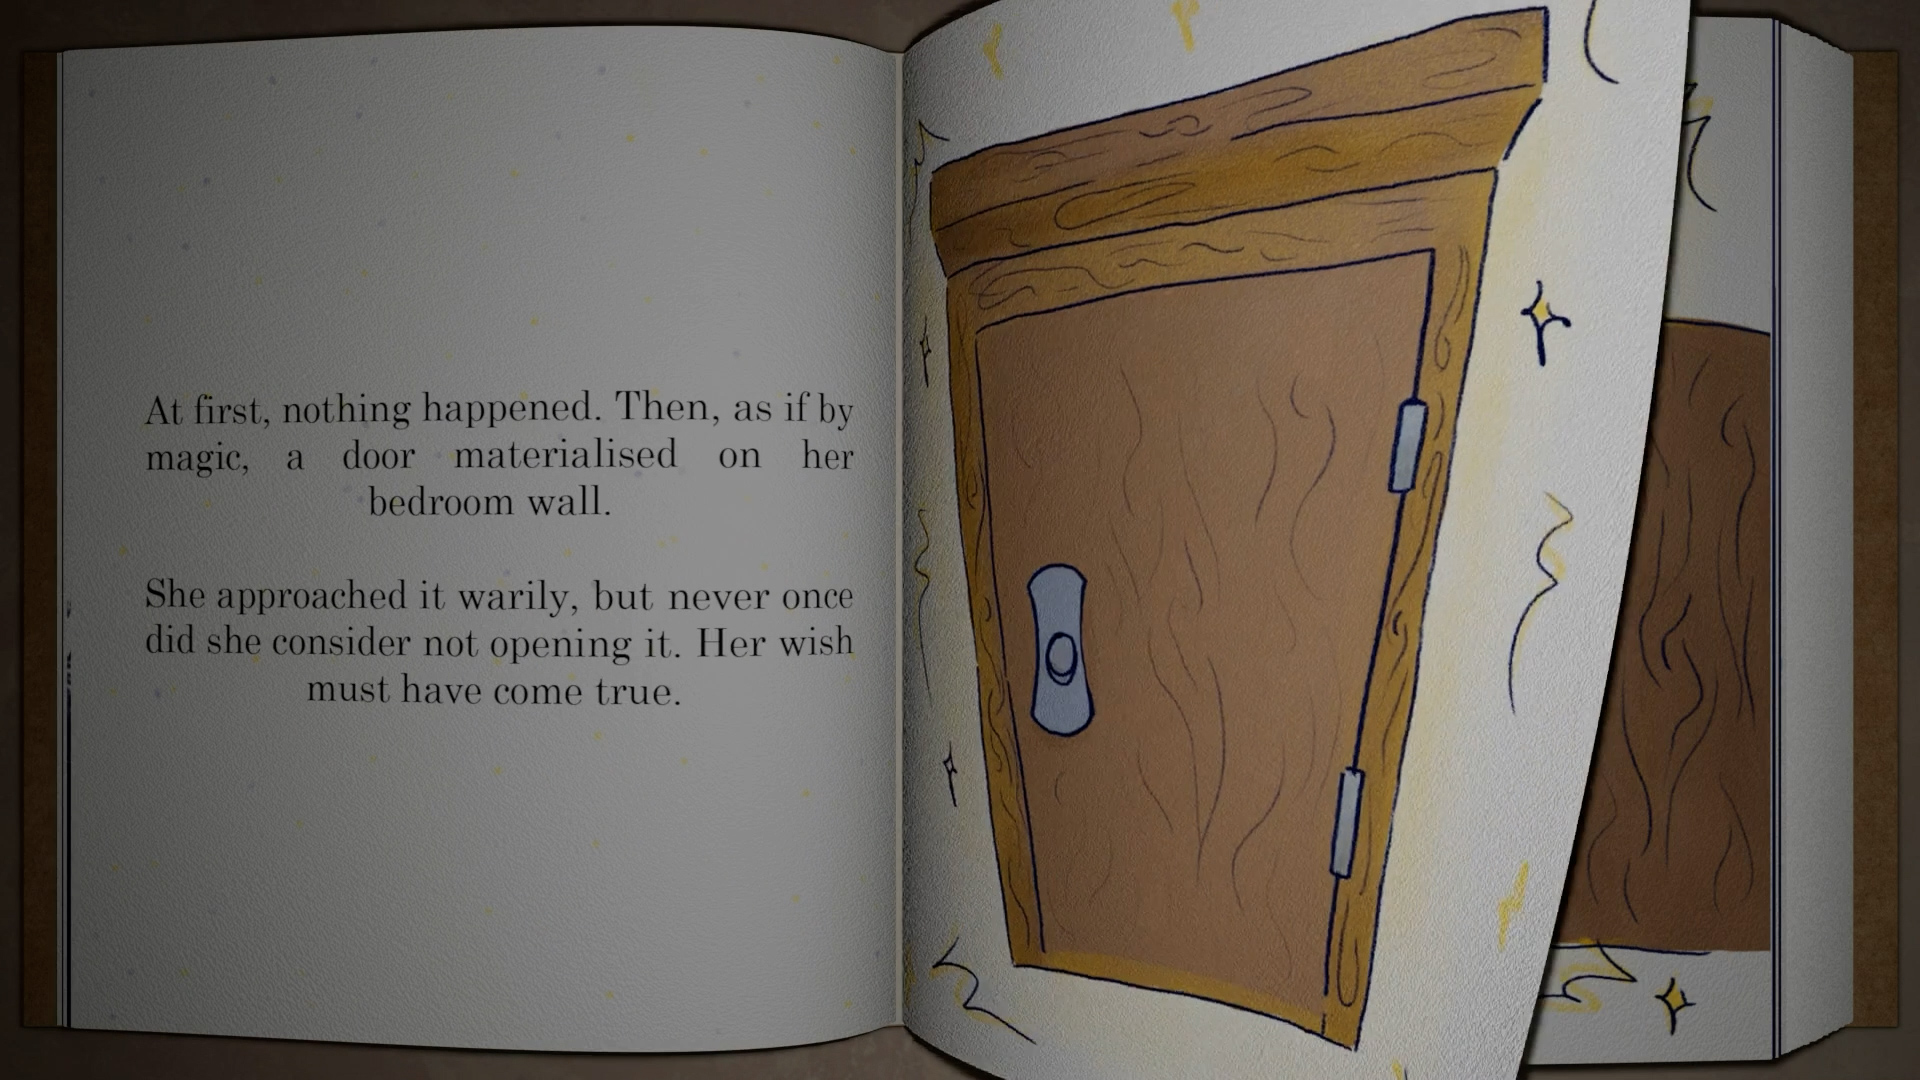 At first, nothing happened. Then, as if by
magic, a door materialised on her
bedroom wall.
She approached it warily, but never once
did she consider not opening it. Her wish
must have come true.